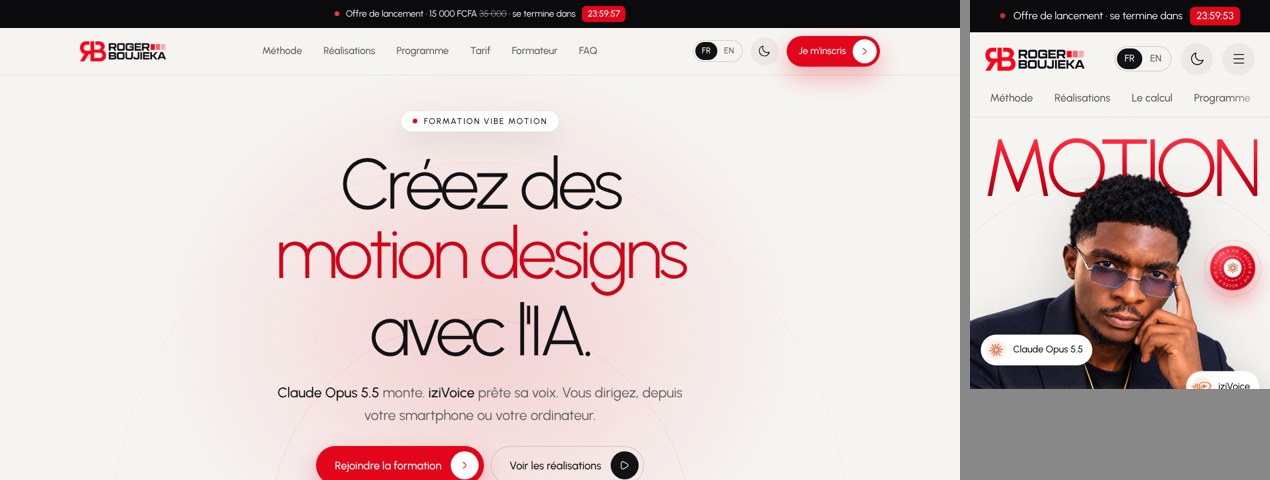 Offre de lancement · 15 000 FCFA 35 000 · se termine dans 23:59:57
ROGER BOUJIEKA
Méthode Réalisations Programme Tarif Formateur FAQ
FR EN
Je m'inscris
FORMATION VIBE MOTION
Créez des
motion designs
avec l'IA.
Claude Opus 5.5 monte. iziVoice prête sa voix. Vous dirigez, depuis
votre smartphone ou votre ordinateur.
Rejoindre la formation
Voir les réalisations
Offre de lancement · se termine dans 23:59:53
ROGER BOUJIEKA
FR EN
Méthode Réalisations Le calcul Programme
MOTION
Claude Opus 5.5
iziVoice